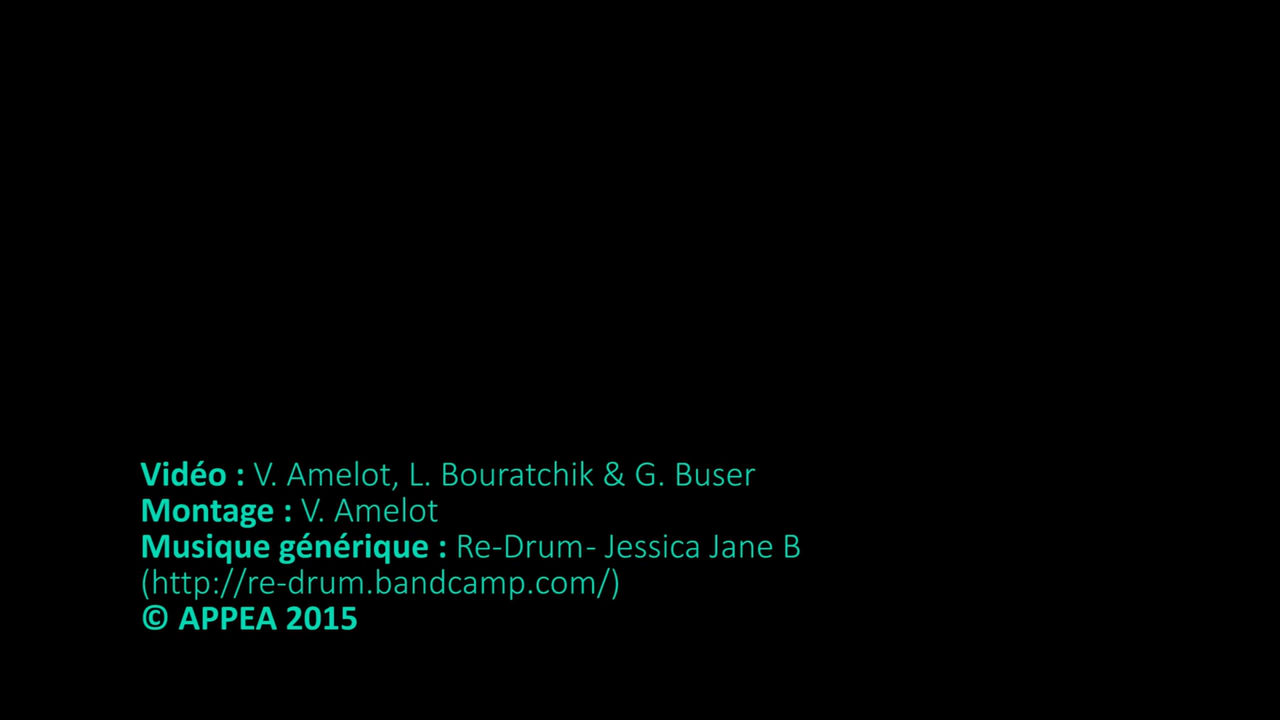 Vidéo : V. Amelot, L. Bouratchik & G. Buser
Montage : V. Amelot
Musique générique : Re-Drum- Jessica Jane B
(http://re-drum.bandcamp.com/)
© APPEA 2015